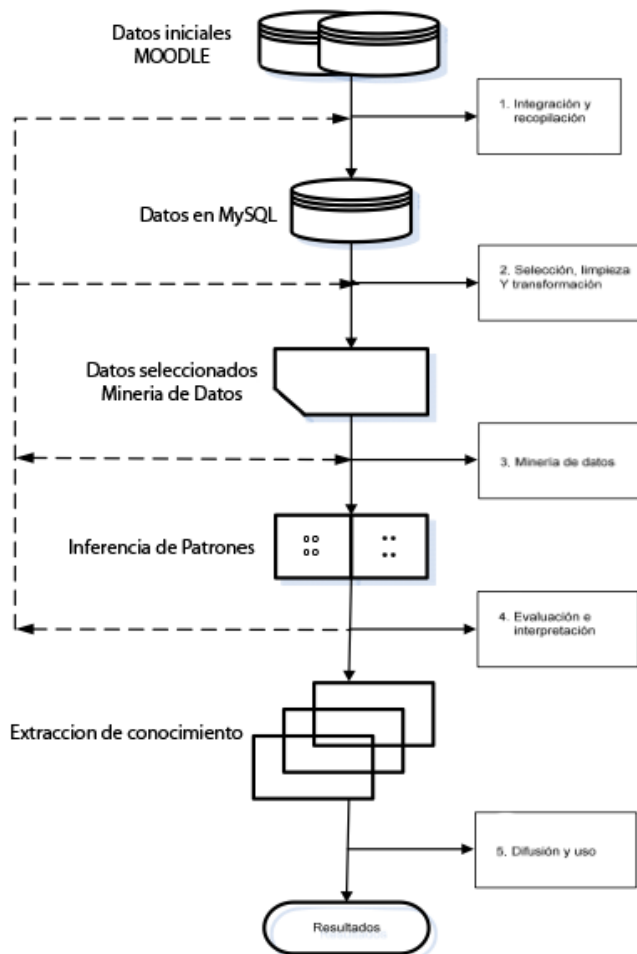 Datos iniciales
MOODLE
1. Integración y
recopilación
Datos en MySQL
2. Selección, limpieza
Y transformación
Datos seleccionados
Mineria de Datos
3. Minería de datos
Inferencia de Patrones
4. Evaluación e
interpretación
Extraccion de conocimiento
5. Difusión y uso
Resultados